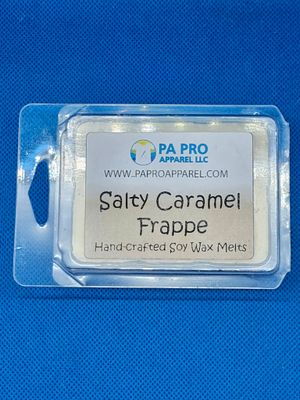 PA PRO
APPAREL LLC
WWW.PAPROAPPAREL.COM
Salty Caramel
Frappe
Hand-crafted Soy Wax Melts